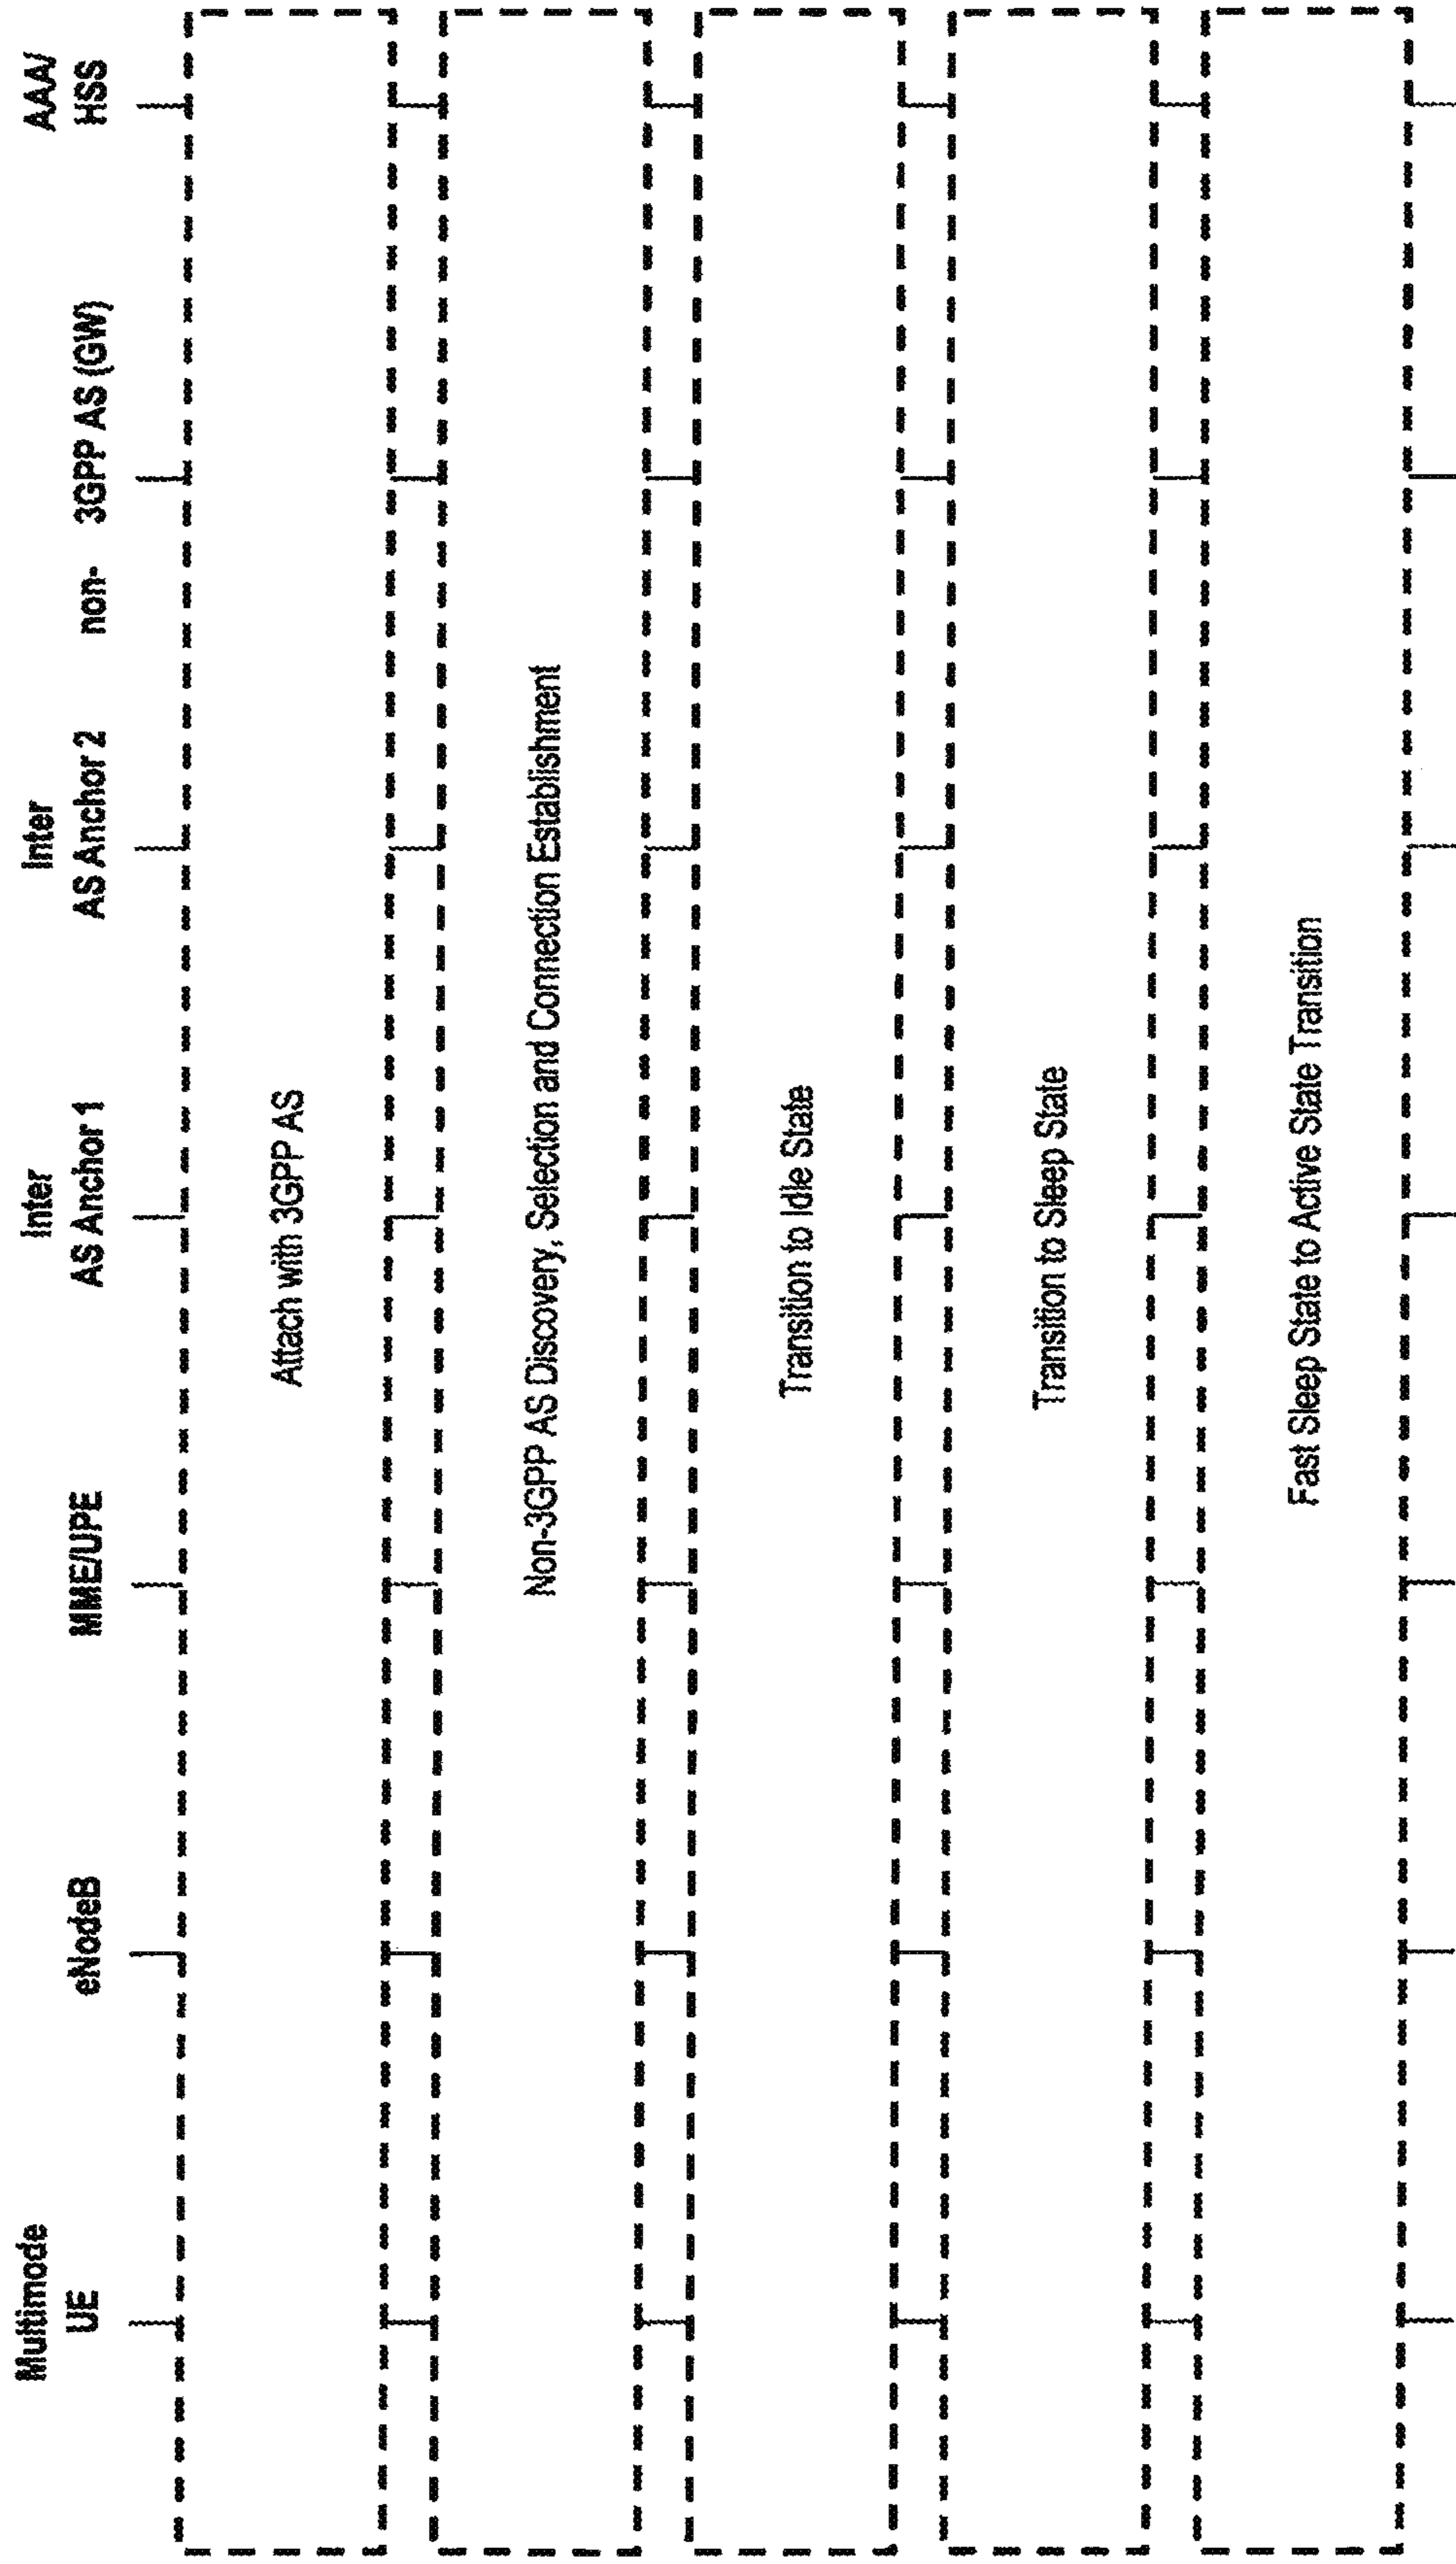 Multimode
UE
eNodeB
MME/UPE
Inter
AS Anchor 1
Inter
AS Anchor 2
non- 3GPP AS (GW)
AAA/
HSS
Attach with 3GPP AS
Non-3GPP AS Discovery, Selection and Connection Establishment
Transition to Idle State
Transition to Sleep State
Fast Sleep State to Active State Transition